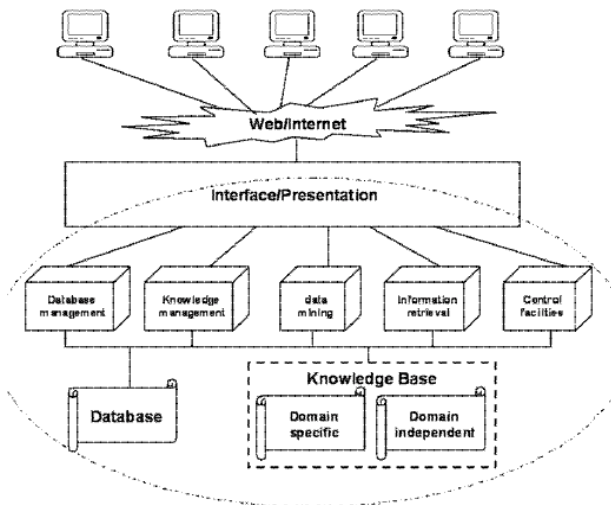 Web/Internet
Interface/Presentation
Database
management
Knowledge
management
data
mining
Information
retrieval
Control
facilities
Knowledge Base
Database
Domain
specific
Domain
independent